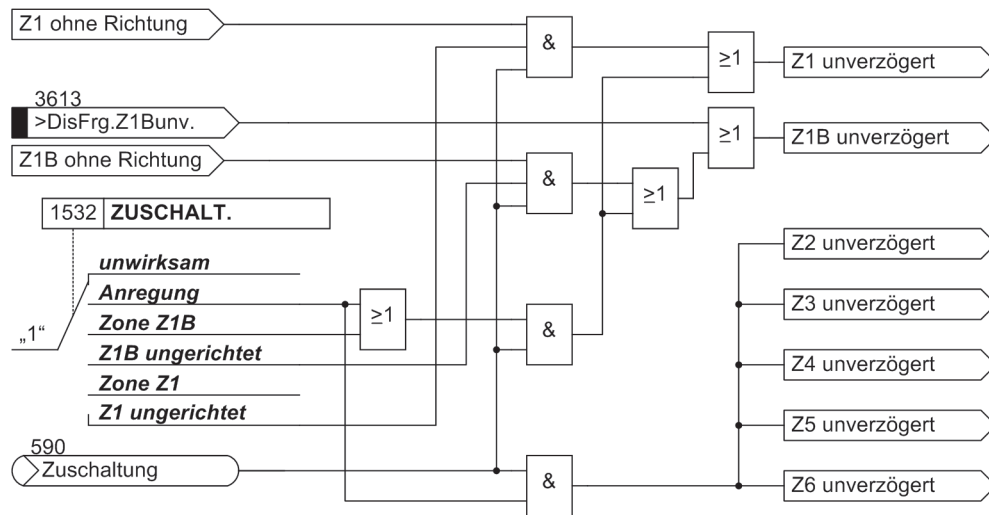 Z1 ohne Richtung
&
≥1
Z1 unverzögert
3613
>DisFrg.Z1Bunv.
≥1
Z1B unverzögert
Z1B ohne Richtung
&
≥1
1532 ZUSCHALT.
Z2 unverzögert
unwirksam
Anregung
≥1
&
Z3 unverzögert
Zone Z1B
„1“
Z1B ungerichtet
Z4 unverzögert
Zone Z1
Z1 ungerichtet
Z5 unverzögert
590
Zuschaltung
&
Z6 unverzögert